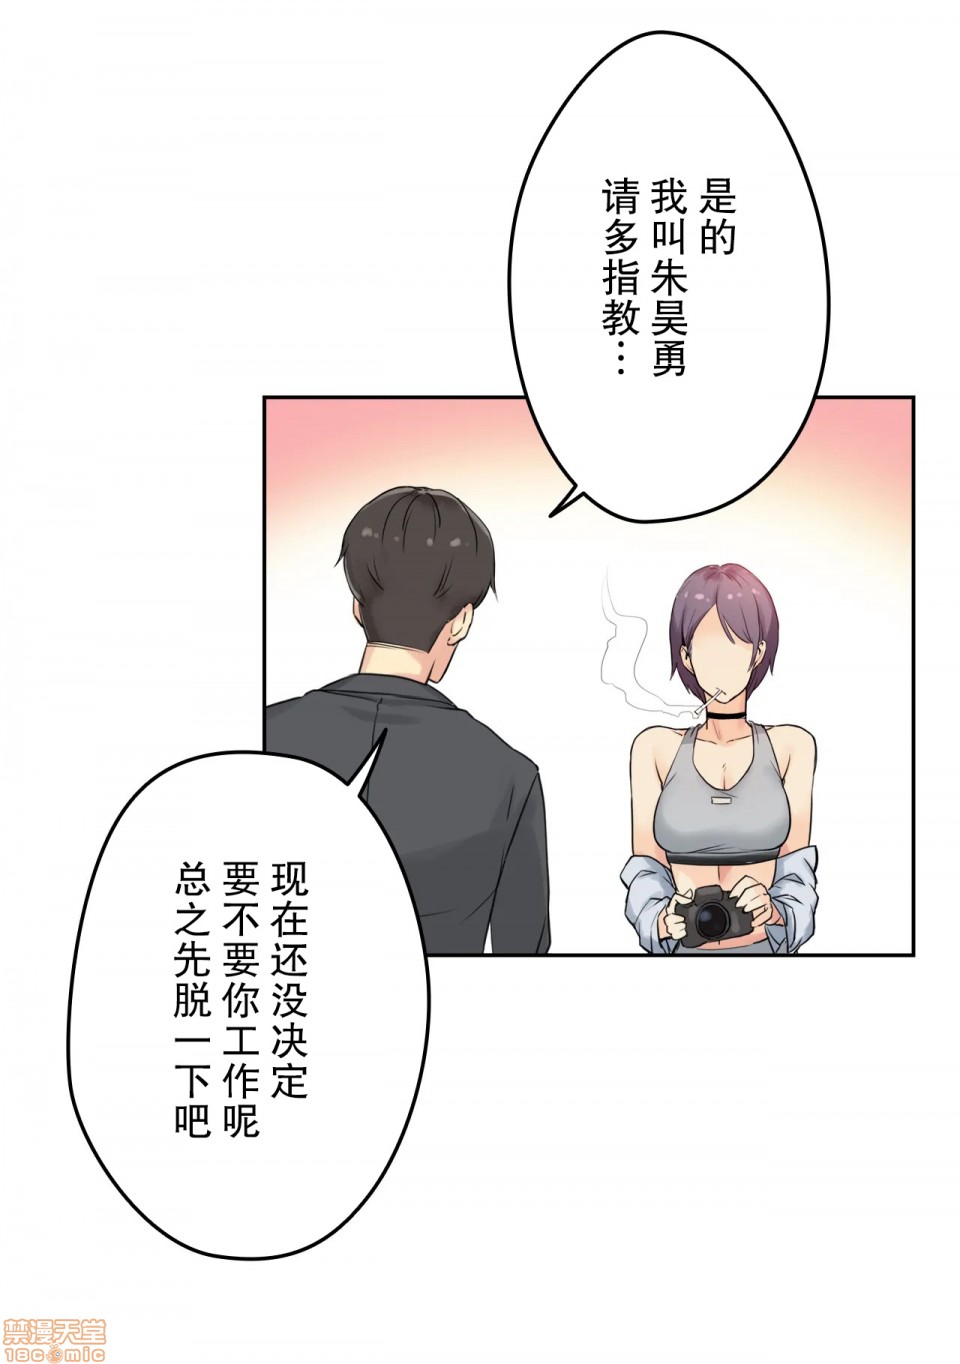 是的
我叫朱昊勇
请多指教…
现在还没决定
要不要你工作呢
总之先脱一下吧
禁漫天堂
18comic